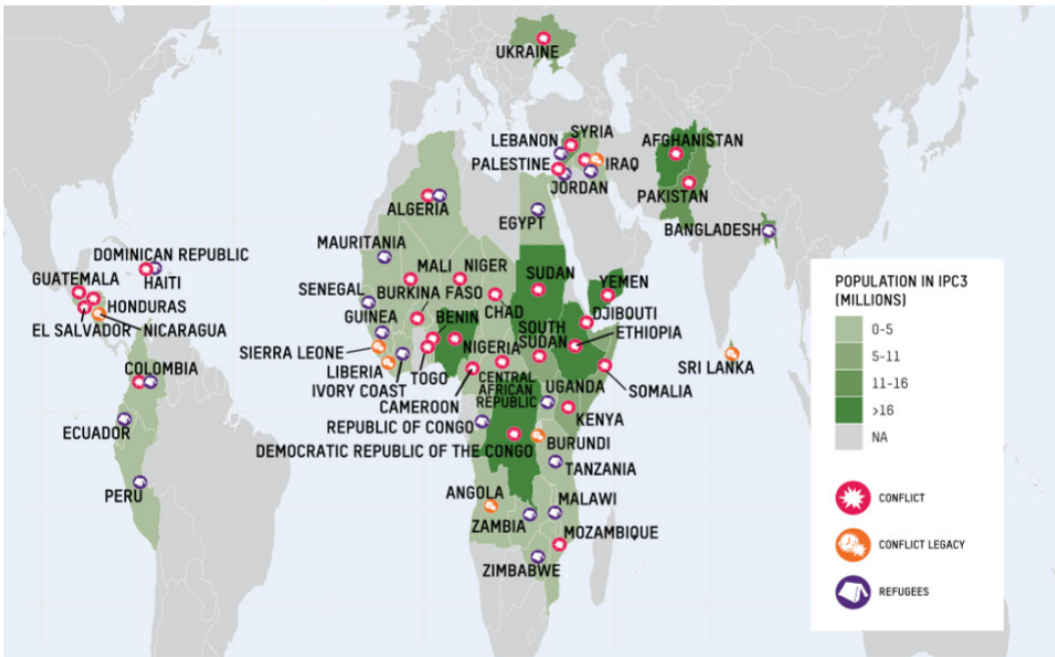 UKRAINE
LEBANON
SYRIA
PALESTINE
IRAQ
JORDAN
AFGHANISTAN
PAKISTAN
BANGLADESH
ALGERIA
EGYPT
MAURITANIA
DOMINICAN REPUBLIC
HAITI
GUATEMALA
HONDURAS
EL SALVADOR
NICARAGUA
MALI
NIGER
SUDAN
YEMEN
SENEGAL
BURKINA FASO
CHAD
DJIBOUTI
GUINEA
BENIN
SOUTH
SUDAN
ETHIOPIA
SIERRA LEONE
NIGERIA
LIBERIA
IVORY COAST
TOGO
CENTRAL
AFRICAN
REPUBLIC
UGANDA
SOMALIA
SRI LANKA
COLOMBIA
CAMEROON
KENYA
REPUBLIC OF CONGO
BURUNDI
DEMOCRATIC REPUBLIC OF THE CONGO
ECUADOR
TANZANIA
PERU
ANGOLA
MALAWI
ZAMBIA
MOZAMBIQUE
ZIMBABWE
POPULATION IN IPC3
(MILLIONS)
0-5
5-11
11-16
>16
NA
CONFLICT
CONFLICT LEGACY
REFUGEES